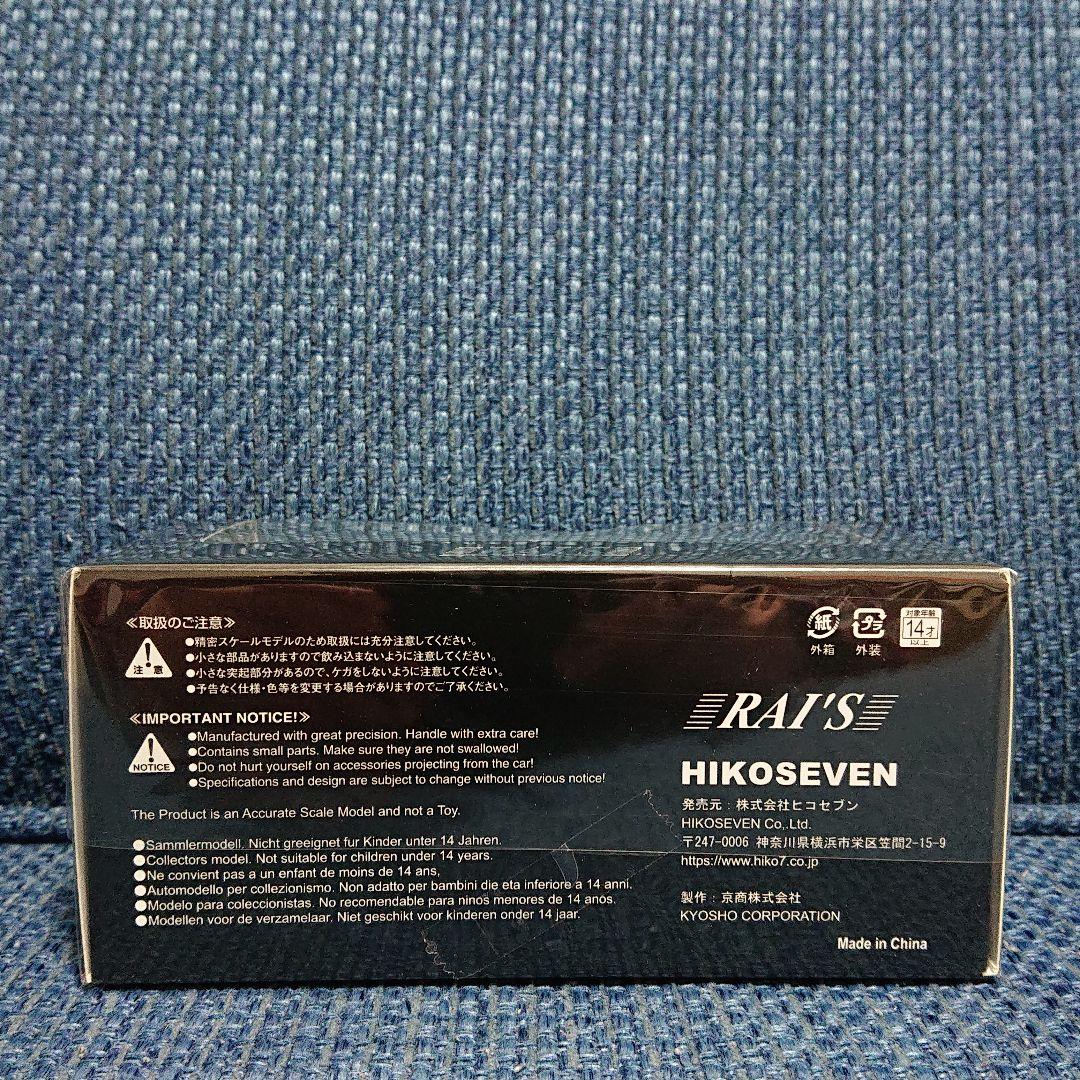 ≪取扱のご注意≫
注意
●精密スケールモデルのため取扱には充分注意してください。
●小さな部品がありますので飲み込まないように注意してください。
●小さな突起部分があるので、ケガをしないように注意してください。
●予告なく仕様・色等を変更する場合がありますのでご了承ください。
≪IMPORTANT NOTICE!≫
NOTICE
●Manufactured with great precision. Handle with extra care!
●Contains small parts. Make sure they are not swallowed!
●Do not hurt yourself on accessories projecting from the car!
●Specifications and design are subject to change without previous notice!
The Product is an Accurate Scale Model and not a Toy.
●Sammlermodell. Nicht geeignet fur Kinder unter 14 Jahren.
●Collectors model. Not suitable for children under 14 years.
●Ne convient pas a un enfant de moins de 14 ans,
●Automodello per collezionismo. Non adatto per bambini die eta inferiore a 14 anni.
●Modelo para coleccionistas. No recomendable para ninos menores de 14 anos.
●Modellen voor de verzamelaar. Niet geschikt voor kinderen onder 14 jaar.
紙
外箱
プラ
外装
対象年齢
14才
以上
RAI'S
HIKOSEVEN
発売元：株式会社ヒコセブン
HIKOSEVEN Co,.Ltd.
〒247-0006 神奈川県横浜市栄区笠間2-15-9
https://www.hiko7.co.jp
製作：京商株式会社
KYOSHO CORPORATION
Made in China